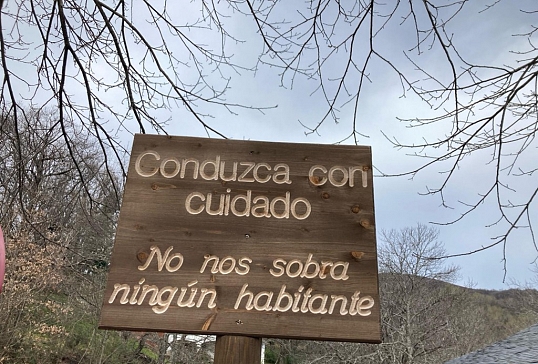 Conduzca con
cuidado
No nos sobra
ningún habitante